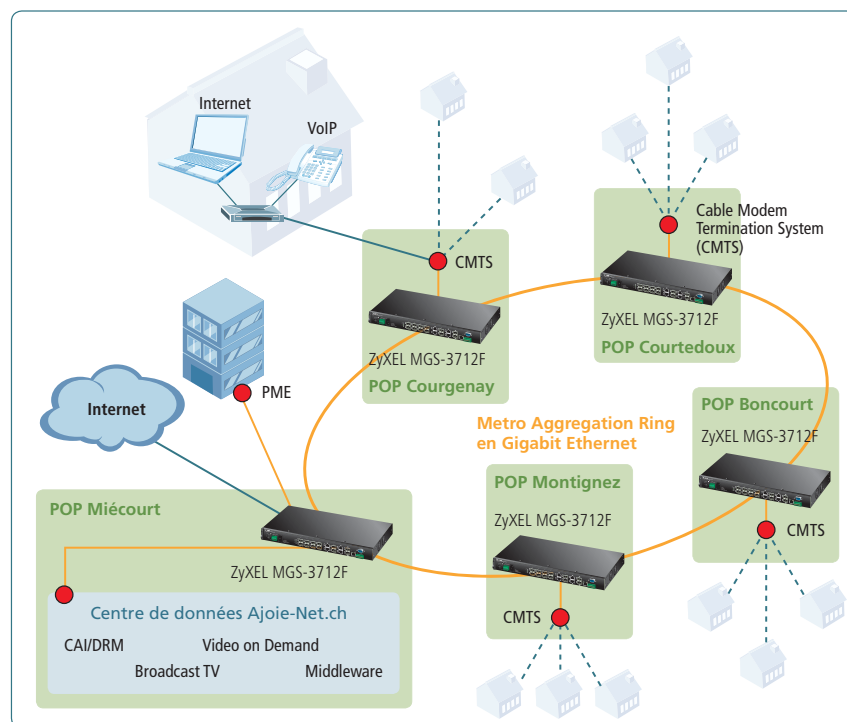 Internet
VoIP
CMTS
ZyXEL MGS-3712F
POP Courgenay
Cable Modem
Termination System
(CMTS)
ZyXEL MGS-3712F
POP Courtedoux
PME
Internet
Metro Aggregation Ring
en Gigabit Ethernet
POP Boncourt
ZyXEL MGS-3712F
CMTS
POP Montignez
ZyXEL MGS-3712F
CMTS
POP Miécourt
ZyXEL MGS-3712F
Centre de données Ajoie-Net.ch
CAI/DRM
Video on Demand
Broadcast TV
Middleware